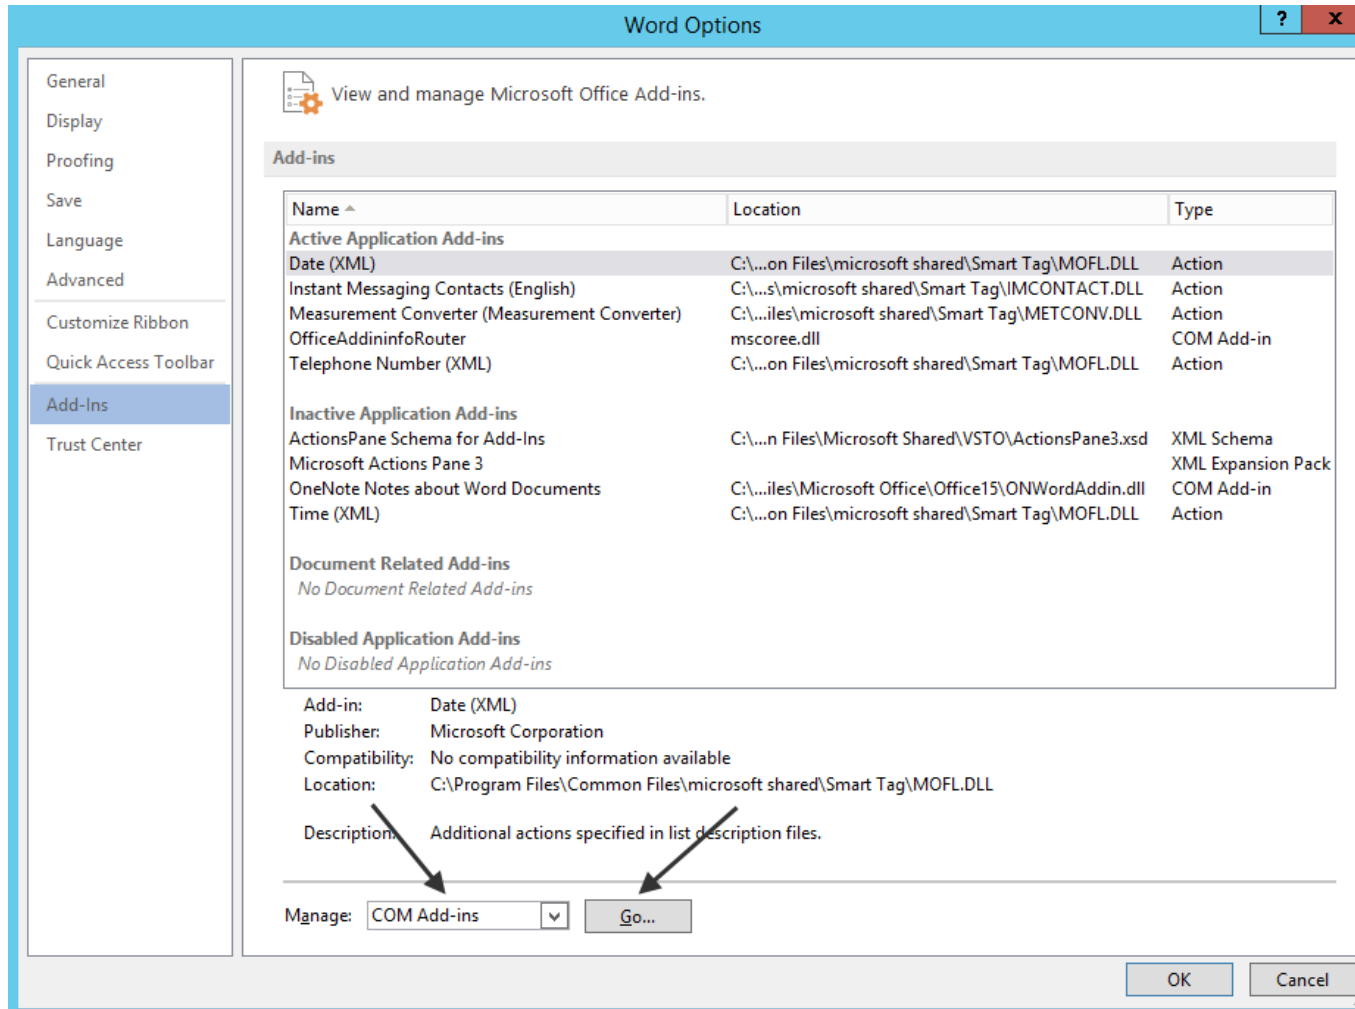 Word Options
?
x
General
Display
Proofing
Save
Language
Advanced
Customize Ribbon
Quick Access Toolbar
Add-Ins
Trust Center
View and manage Microsoft Office Add-ins.
Add-ins
Name Location Type
Active Application Add-ins
Date (XML) C:\...on Files\microsoft shared\Smart Tag\MOFL.DLL Action
Instant Messaging Contacts (English) C:\...s\microsoft shared\Smart Tag\IMCONTACT.DLL Action
Measurement Converter (Measurement Converter) C:\...iles\microsoft shared\Smart Tag\METCONV.DLL Action
OfficeAddininfoRouter mscoree.dll COM Add-in
Telephone Number (XML) C:\...on Files\microsoft shared\Smart Tag\MOFL.DLL Action
Inactive Application Add-ins
ActionsPane Schema for Add-Ins C:\...n Files\Microsoft Shared\VSTO\ActionsPane3.xsd XML Schema
Microsoft Actions Pane 3 XML Expansion Pack
OneNote Notes about Word Documents C:\...iles\Microsoft Office\Office15\ONWordAddin.dll COM Add-in
Time (XML) C:\...on Files\microsoft shared\Smart Tag\MOFL.DLL Action
Document Related Add-ins
No Document Related Add-ins
Disabled Application Add-ins
No Disabled Application Add-ins
Add-in: Date (XML)
Publisher: Microsoft Corporation
Compatibility: No compatibility information available
Location: C:\Program Files\Common Files\microsoft shared\Smart Tag\MOFL.DLL
Description: Additional actions specified in list description files.
Manage: COM Add-ins Go...
OK Cancel